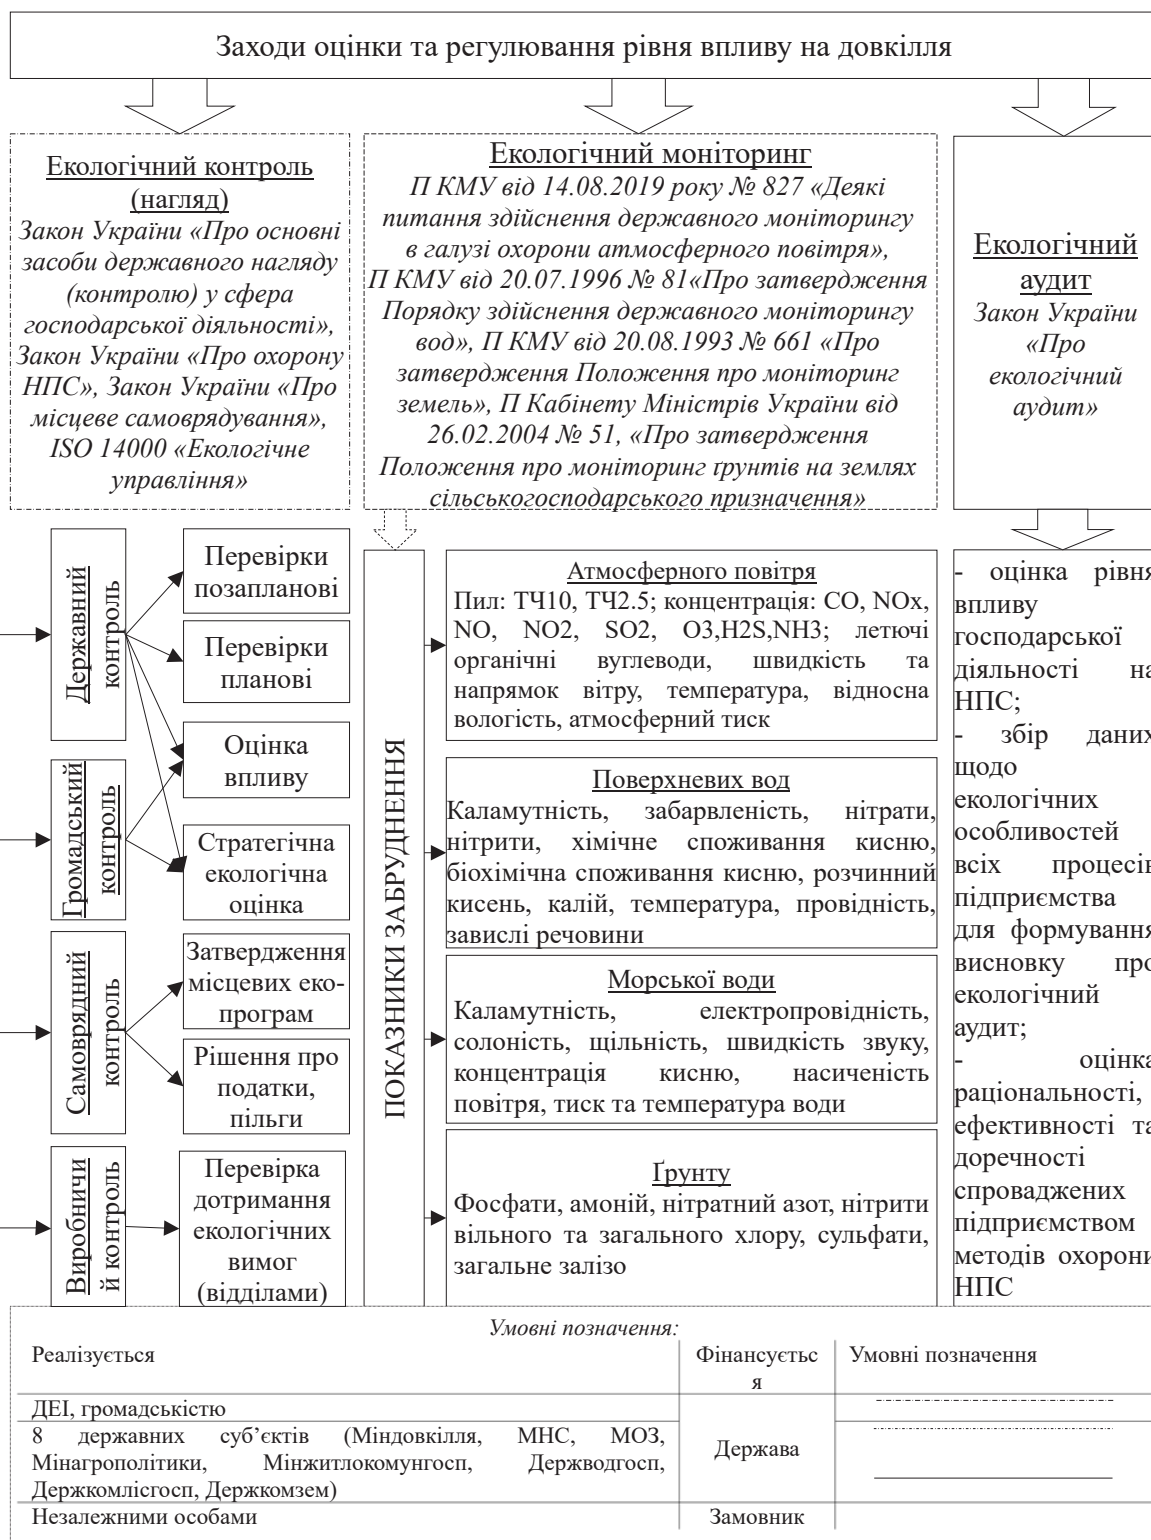 Заходи оцінки та регулювання рівня впливу на довкілля
Екологічний контроль
(нагляд)
Закон України «Про основні
засоби державного нагляду
(контролю) у сфера
господарської діяльності»,
Закон України «Про охорону
НПС», Закон України «Про
місцеве самоврядування»,
ISO 14000 «Екологічне
управління»
Екологічний моніторинг
П КМУ від 14.08.2019 року № 827 «Деякі
питання здійснення державного моніторингу
в галузі охорони атмосферного повітря»,
П КМУ від 20.07.1996 № 81«Про затвердження
Порядку здійснення державного моніторингу
вод», П КМУ від 20.08.1993 № 661 «Про
затвердження Положення про моніторинг
земель», П Кабінету Міністрів України від
26.02.2004 № 51, «Про затвердження
Положення про моніторинг ґрунтів на землях
сільськогосподарського призначення»
Екологічний
аудит
Закон України
«Про
екологічний
аудит»
Державний
контроль
Перевірки
позапланові
Перевірки
планові
Оцінка
впливу
Громадський
контроль
Стратегічна
екологічна
оцінка
Самоврядний
контроль
Затвердження
місцевих еко-
програм
Рішення про
податки,
пільги
Виробничи
й контроль
Перевірка
дотримання
екологічних
вимог
(відділами)
ПОКАЗНИКИ ЗАБРУДНЕННЯ
Атмосферного повітря
Пил: ТЧ10, ТЧ2.5; концентрація: CO, NOx,
NO, NO2, SO2, O3,H2S,NH3; летючі
органічні вуглеводи, швидкість та
напрямок вітру, температура, відносна
вологість, атмосферний тиск
Поверхневих вод
Каламутність, забарвленість, нітрати,
нітрити, хімічне споживання кисню,
біохімічна споживання кисню, розчинний
кисень, калій, температура, провідність,
завислі речовини
Морської води
Каламутність, електропровідність,
солоність, щільність, швидкість звуку,
концентрація кисню, насиченість
повітря, тиск та температура води
Ґрунту
Фосфати, амоній, нітратний азот, нітрити
вільного та загального хлору, сульфати,
загальне залізо
- оцінка рівня
впливу
господарської
діяльності на
НПС;
- збір даних
щодо
екологічних
особливостей
всіх процесів
підприємства
для формування
висновку про
екологічний
аудит;
- оцінка
раціональності,
ефективності та
доречності
спроваджених
підприємством
методів охорони
НПС
Умовні позначення:
Реалізується
Фінансуєтьс
я
Умовні позначення
ДЕІ, громадськістю
8 державних суб’єктів (Міндовкілля, МНС, МОЗ,
Мінагрополітики, Мінжитлокомунгосп, Держводгосп,
Держкомлісгосп, Держкомзем)
Держава
Незалежними особами
Замовник